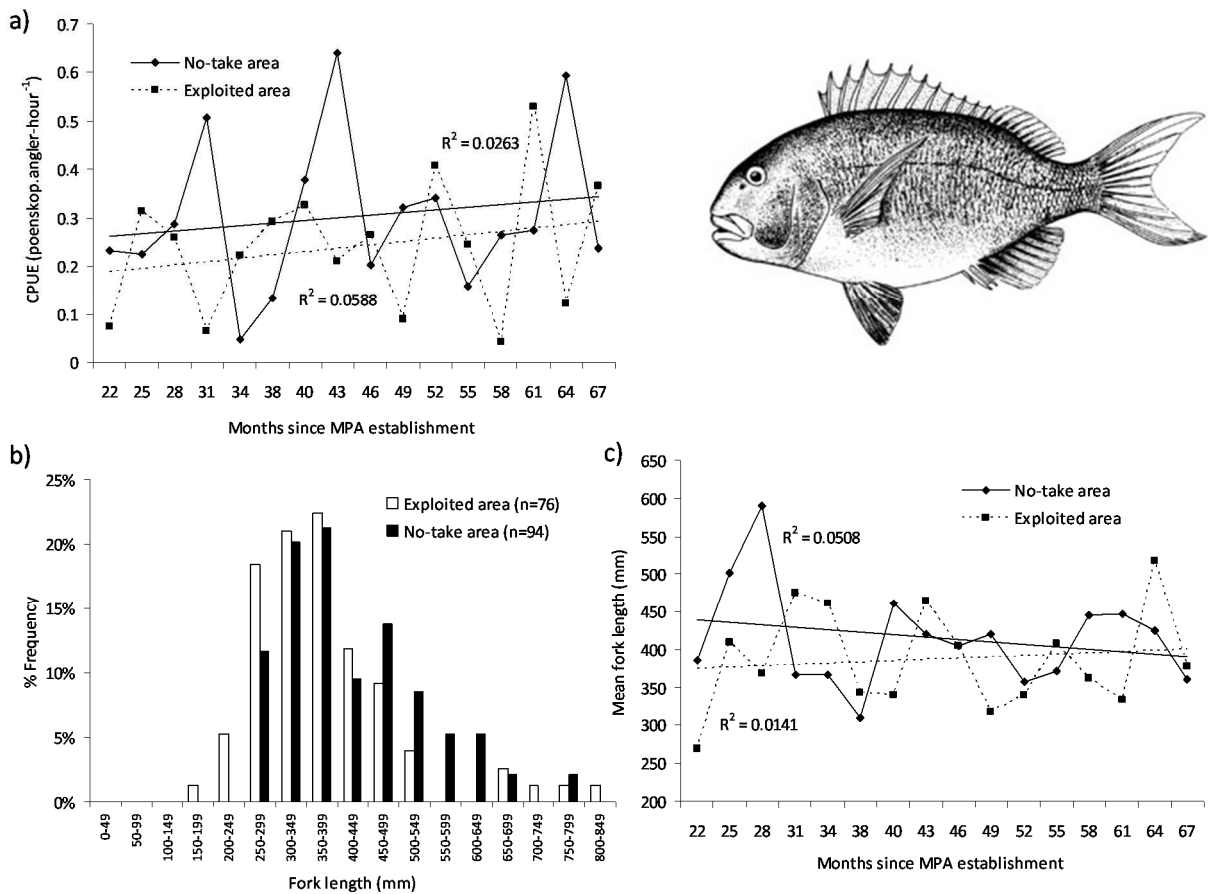 a)
0.7
0.6
0.5
0.4
0.3
0.2
0.1
0
CPUE (poenskop.angler-hour⁻¹)
No-take area
Exploited area
R² = 0.0263
R² = 0.0588
22 25 28 31 34 38 40 43 46 49 52 55 58 61 64 67
Months since MPA establishment
b)
25%
20%
15%
10%
5%
0%
% Frequency
Exploited area (n=76)
No-take area (n=94)
0-49 50-99 100-149 150-199 200-249 250-299 300-349 350-399 400-449 450-499 500-549 550-599 600-649 650-699 700-749 750-799 800-849
Fork length (mm)
c)
650
600
550
500
450
400
350
300
250
200
Mean fork length (mm)
No-take area
Exploited area
R² = 0.0508
R² = 0.0141
22 25 28 31 34 38 40 43 46 49 52 55 58 61 64 67
Months since MPA establishment